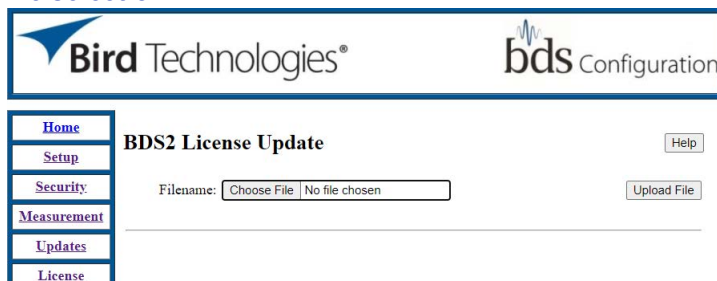 Bird Technologies®
bds Configuration
Home
Setup
Security
Measurement
Updates
License
BDS2 License Update
Help
Filename: Choose File No file chosen
Upload File